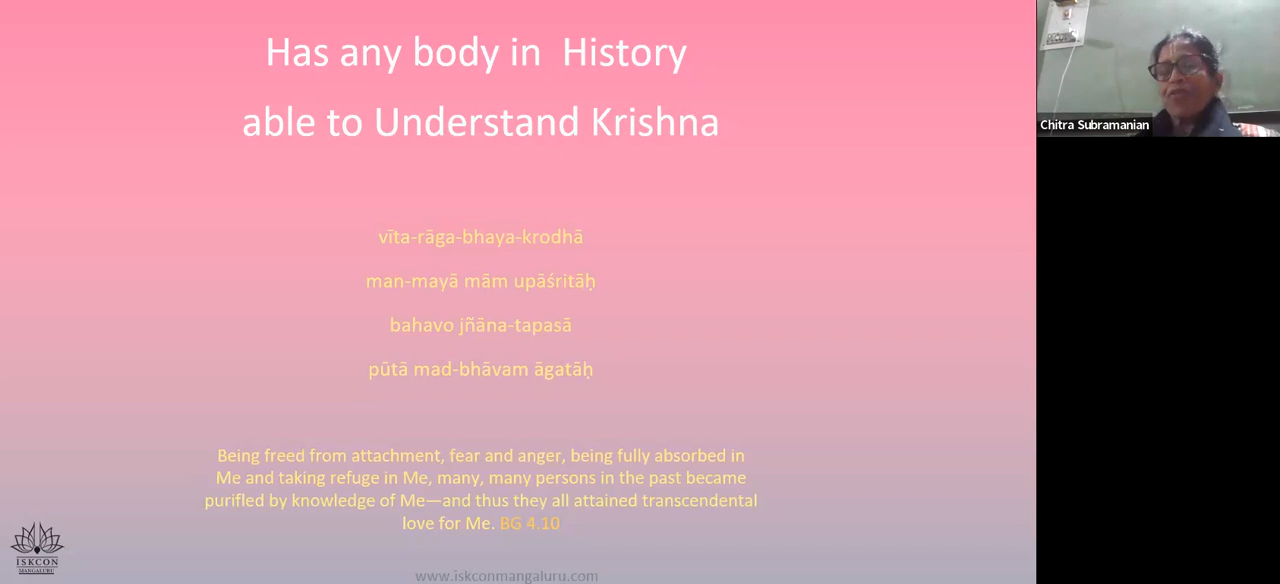 Has any body in History
able to Understand Krishna
vīta-rāga-bhaya-krodhā
man-mayā mām upāśritāḥ
bahavo jñāna-tapasā
pūtā mad-bhāvam āgatāḥ
Being freed from attachment, fear and anger, being fully absorbed in
Me and taking refuge in Me, many, many persons in the past became
purified by knowledge of Me—and thus they all attained transcendental
love for Me. BG 4.10
ISKCON
MANGALURU
www.iskconmangaluru.com
Chitra Subramanian